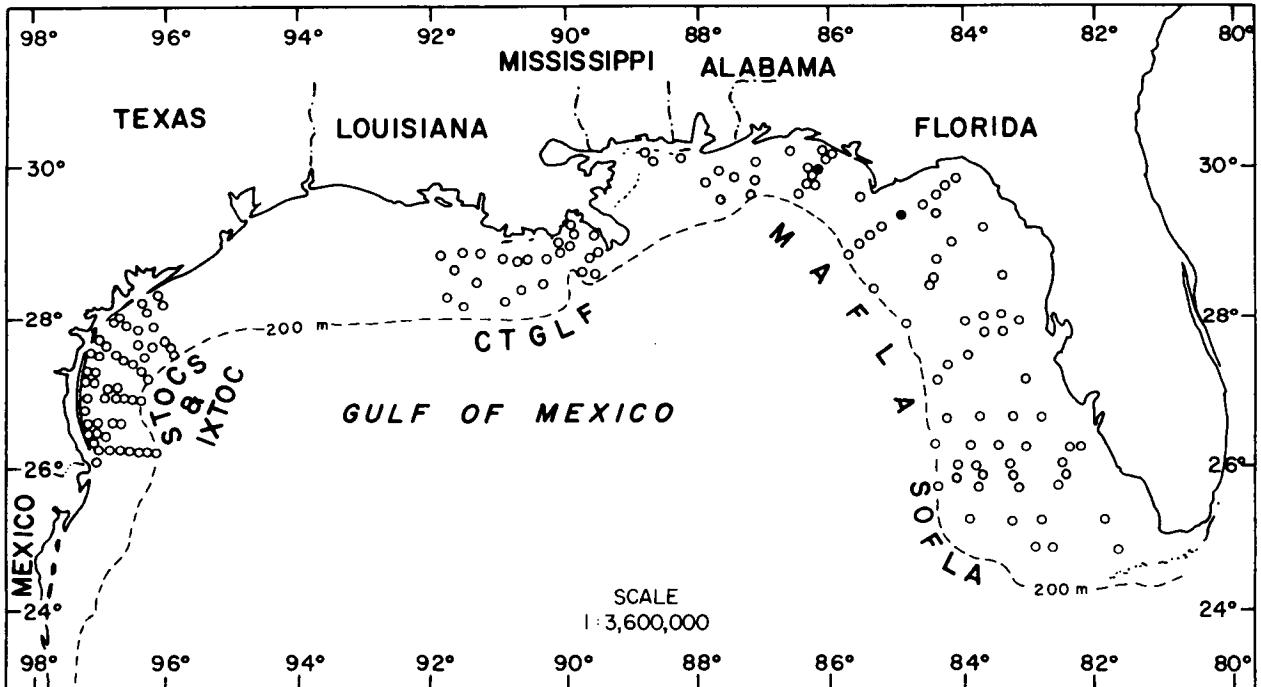 98° 96° 94° 92° 90° 88° 86° 84° 82° 80°
MISSISSIPPI ALABAMA
TEXAS LOUISIANA FLORIDA
30° 30°
MAFLA
28° 200 m CTGLF 28°
STOCS & IXTOC
GULF OF MEXICO
26° 26°
SOFLA
MEXICO
200 m
SCALE
24° 24°
1:3,600,000
98° 96° 94° 92° 90° 88° 86° 84° 82° 80°